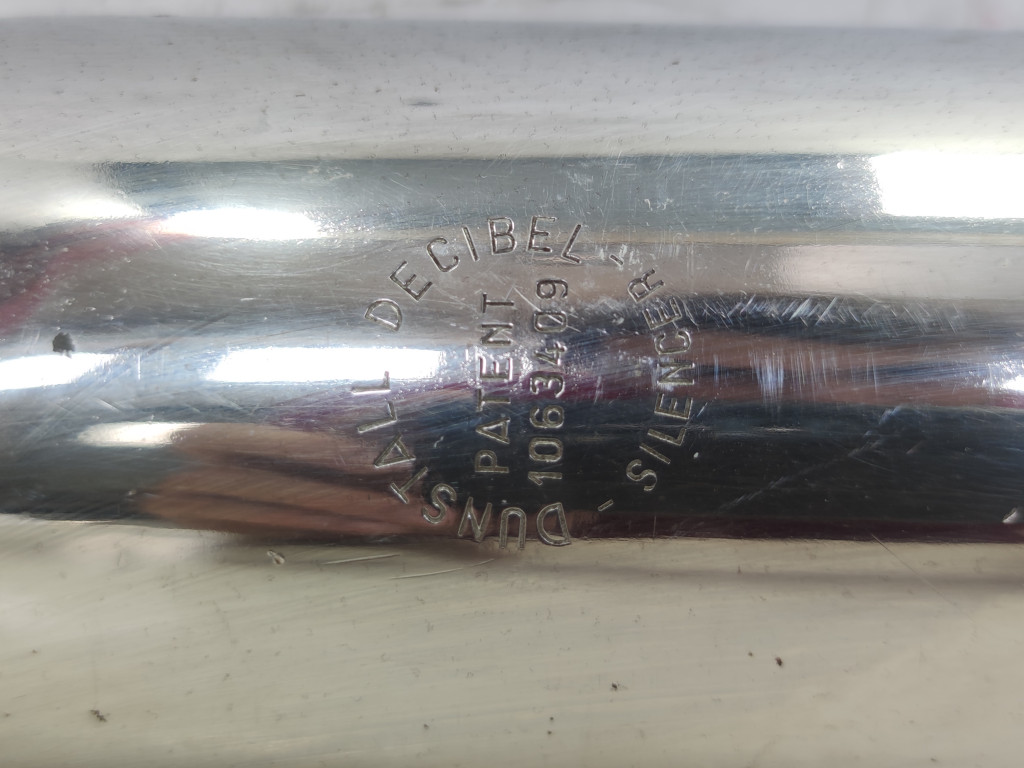 DUNSTALL DECIBEL - SILENCER -
PATENT
1063409